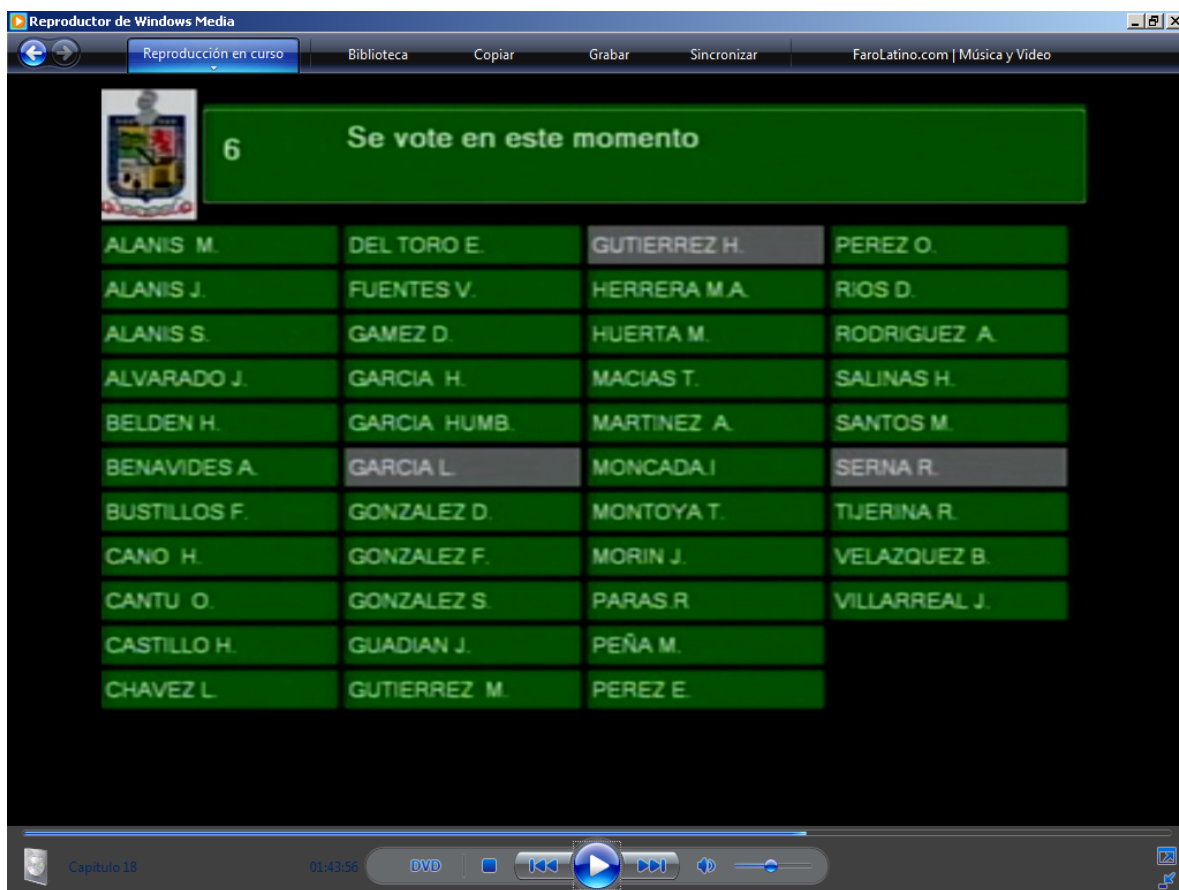 Reproductor de Windows Media
Reproducción en curso Biblioteca Copiar Grabar Sincronizar FaroLatino.com | Música y Video
6 Se vote en este momento
ALANIS M. DEL TORO E. GUTIERREZ H. PEREZ O.
ALANIS J. FUENTES V. HERRERA M.A. RIOS D.
ALANIS S. GAMEZ D. HUERTA M. RODRIGUEZ A.
ALVARADO J. GARCIA H. MACIAS T. SALINAS H.
BELDEN H. GARCIA HUMB. MARTINEZ A. SANTOS M.
BENAVIDES A. GARCIA L. MONCADA.I SERNA R.
BUSTILLOS F. GONZALEZ D. MONTOYA T. TIJERINA R.
CANO H. GONZALEZ F. MORIN J. VELAZQUEZ B.
CANTU O. GONZALEZ S. PARAS.R VILLARREAL J.
CASTILLO H. GUADIAN J. PEÑA M.
CHAVEZ L. GUTIERREZ M. PEREZ E.
Capítulo 18 01:43:56 DVD